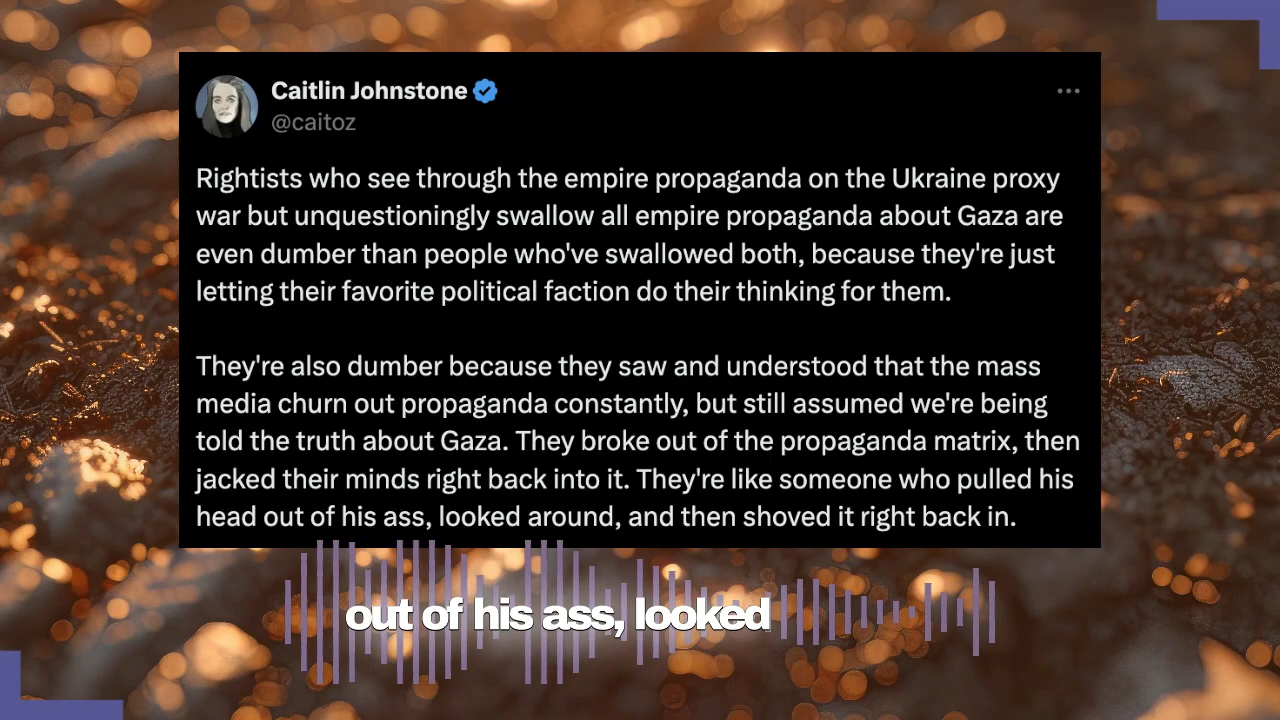 Caitlin Johnstone
@caitoz
Rightists who see through the empire propaganda on the Ukraine proxy
war but unquestioningly swallow all empire propaganda about Gaza are
even dumber than people who've swallowed both, because they're just
letting their favorite political faction do their thinking for them.
They're also dumber because they saw and understood that the mass
media churn out propaganda constantly, but still assumed we're being
told the truth about Gaza. They broke out of the propaganda matrix, then
jacked their minds right back into it. They're like someone who pulled his
head out of his ass, looked around, and then shoved it right back in.
out of his ass, looked